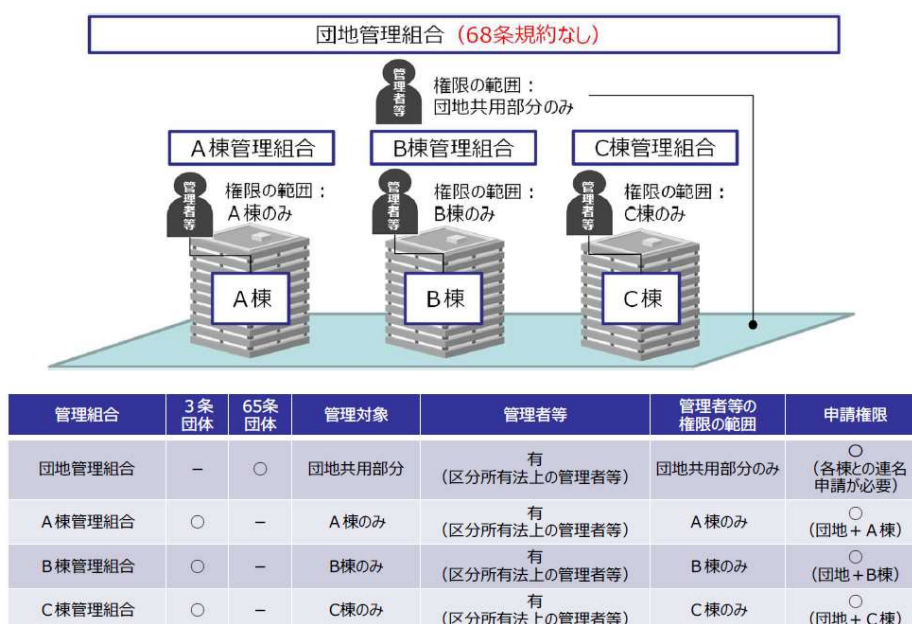 団地管理組合（68条規約なし）
管理者等
権限の範囲：
団地共用部分のみ
A棟管理組合
B棟管理組合
C棟管理組合
管理者等
権限の範囲：
A棟のみ
管理者等
権限の範囲：
B棟のみ
管理者等
権限の範囲：
C棟のみ
A棟
B棟
C棟
管理組合
3条
団体
65条
団体
管理対象
管理者等
管理者等の
権限の範囲
申請権限
団地管理組合
－
○
団地共用部分
有
（区分所有法上の管理者等）
団地共用部分のみ
○
（各棟との連名
申請が必要）
A棟管理組合
○
－
A棟のみ
有
（区分所有法上の管理者等）
A棟のみ
○
（団地＋A棟）
B棟管理組合
○
－
B棟のみ
有
（区分所有法上の管理者等）
B棟のみ
○
（団地＋B棟）
C棟管理組合
○
－
C棟のみ
有
（区分所有法上の管理者等）
C棟のみ
○
（団地＋C棟）